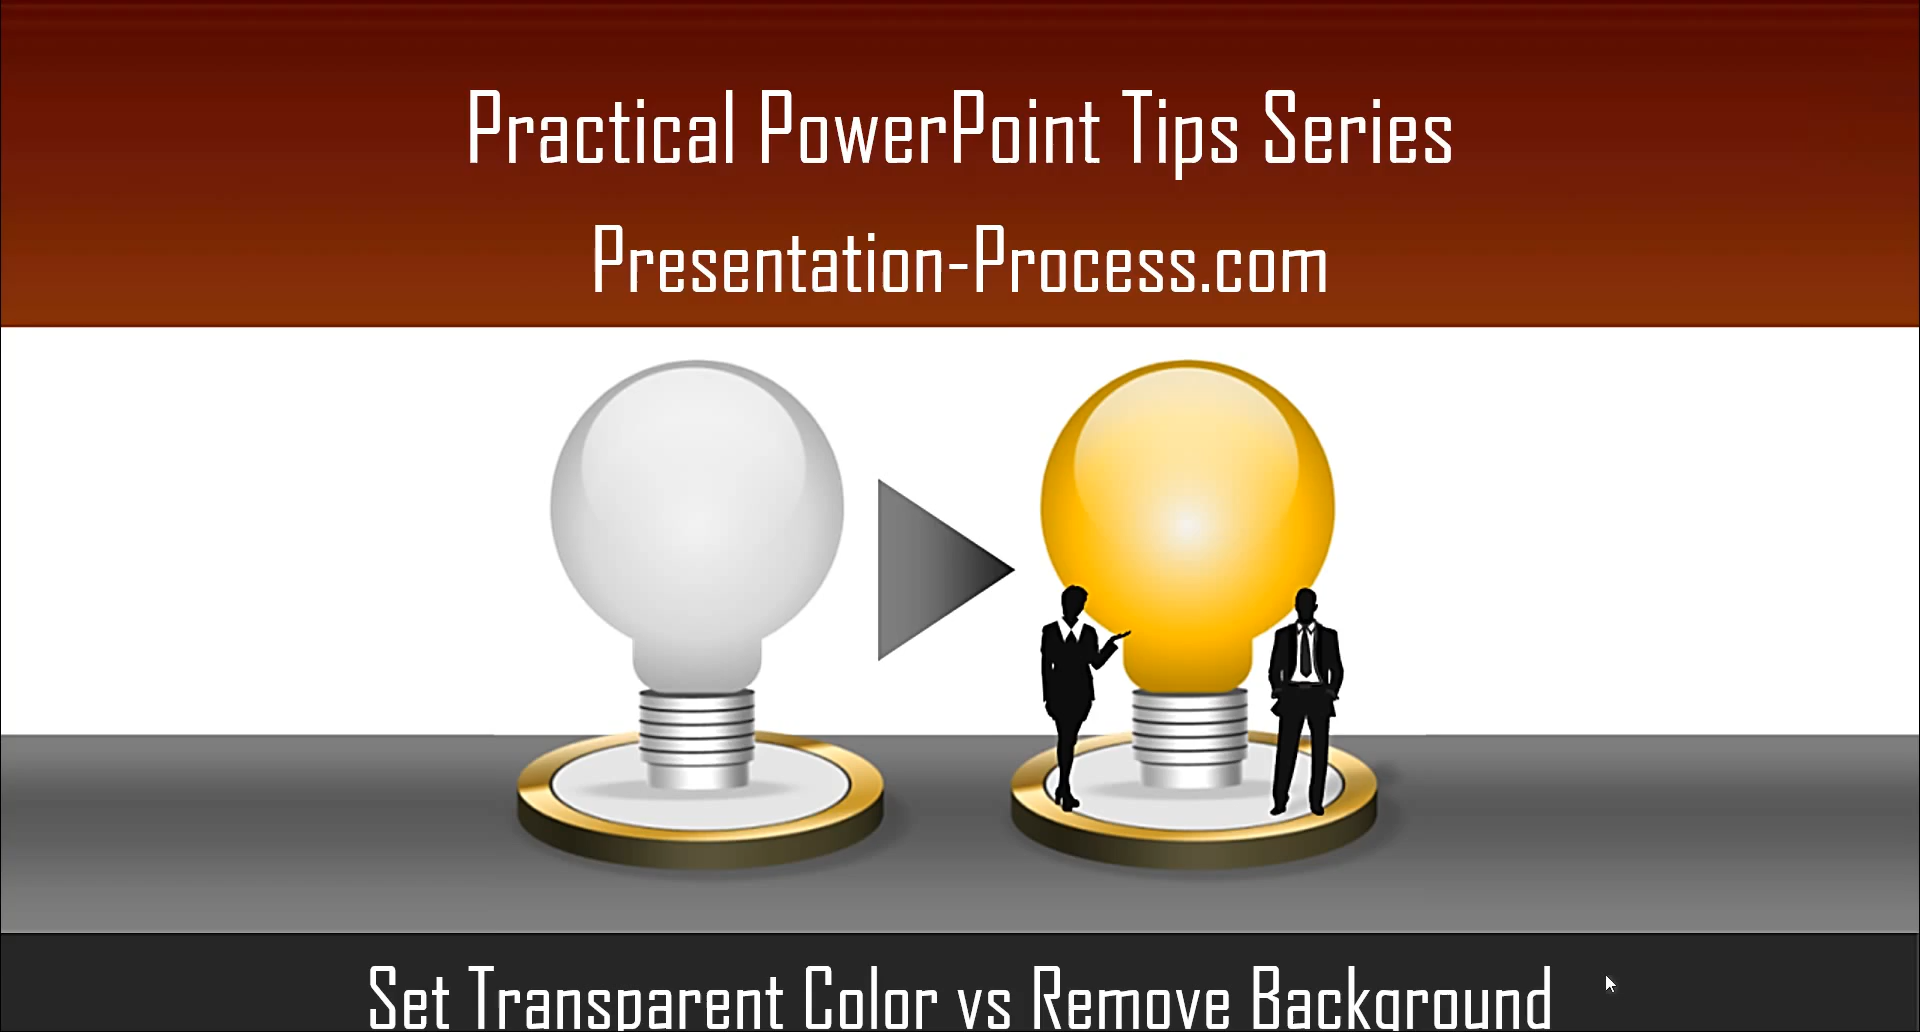 Practical PowerPoint Tips Series
Presentation-Process.com
Set Transparent Color vs Remove Background